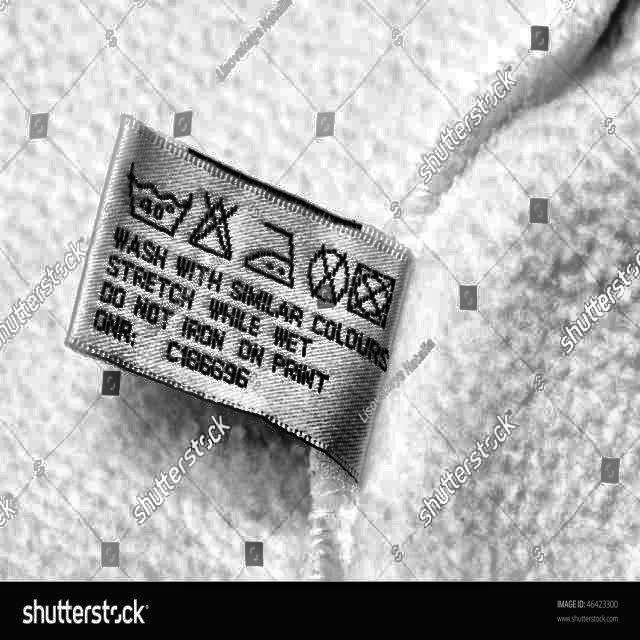 40°
WASH WITH SIMILAR COLOURS
STRETCH WHILE WET
DO NOT IRON ON PRINT
GNR: C186696
shutterstock
IMAGE ID: 46423300
www.shutterstock.com